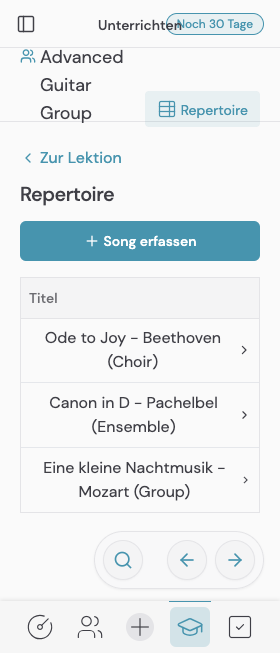 Unterrichten
Noch 30 Tage
Advanced
Guitar
Group
Repertoire
Zur Lektion
Repertoire
+ Song erfassen
Titel
Ode to Joy - Beethoven
(Choir)
Canon in D - Pachelbel
(Ensemble)
Eine kleine Nachtmusik -
Mozart (Group)